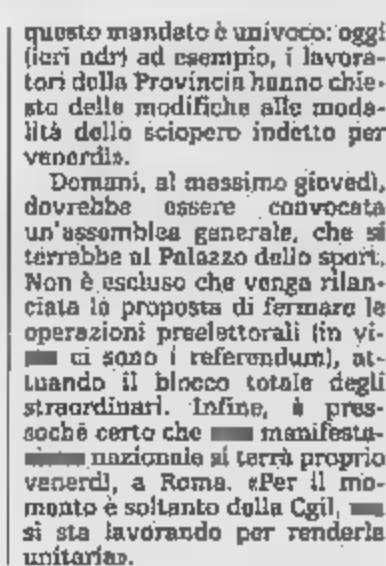 questo mandato è univoco: oggi
(ieri ndr) ad esempio, i lavora-
tori della Provincia hanno chie-
sto delle modifiche alle moda-
lità dello sciopero indetto per
venerdì».
Domani, al massimo giovedì,
dovrebbe essere convocata
un'assemblea generale, che si
terrebbe al Palazzo dello sport.
Non è escluso che venga rilan-
ciata la proposta di fermare le
operazioni preelettorali (in vi-
ci sono i referendum), at-
tuando il blocco totale degli
straordinari. Infine, è pres-
soché certo che manifesta-
nazionale si terrà proprio
venerdì, a Roma. «Per il mo-
mento è soltanto della Cgil,
si sta lavorando per renderla
unitaria».